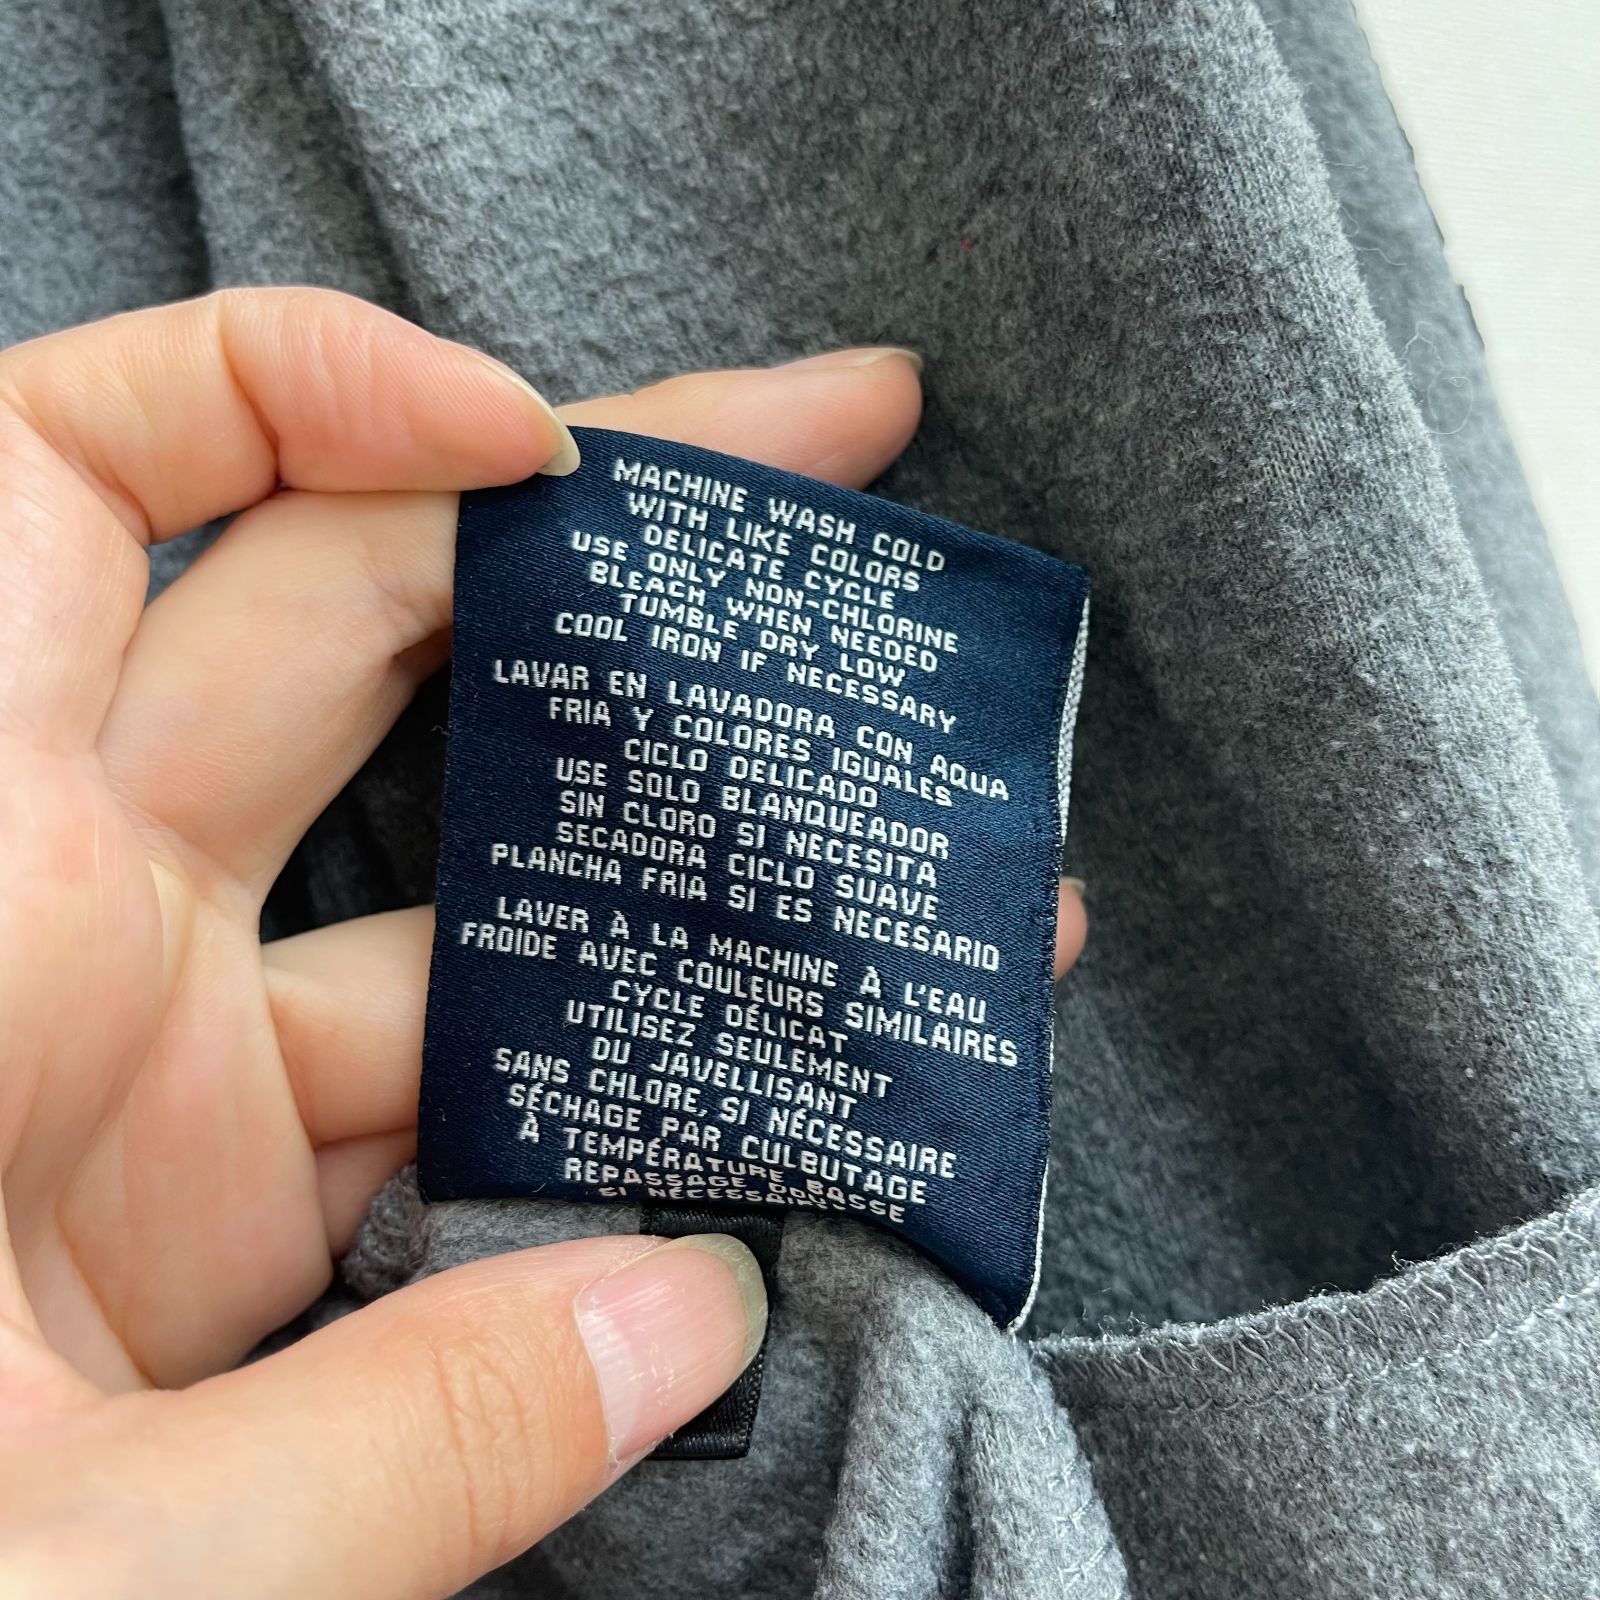 MACHINE WASH COLD
WITH LIKE COLORS
DELICATE CYCLE
USE ONLY NON-CHLORINE
BLEACH WHEN NEEDED
TUMBLE DRY LOW
COOL IRON IF NECESSARY
LAVAR EN LAVADORA CON AQUA
FRIA Y COLORES IGUALES
CICLO DELICADO
USE SOLO BLANQUEADOR
SIN CLORO SI NECESITA
SECADORA CICLO SUAVE
PLANCHA FRIA SI ES NECESARIO
LAVER À LA MACHINE À L'EAU
FROIDE AVEC COULEURS SIMILAIRES
CYCLE DÉLICAT
UTILISEZ SEULEMENT
DU JAVELLISANT
SANS CHLORE, SI NÉCESSAIRE
SÉCHAGE PAR CULBUTAGE
À TEMPÉRATURE BASSE
REPASSAGE
SI NÉCESSAIRE